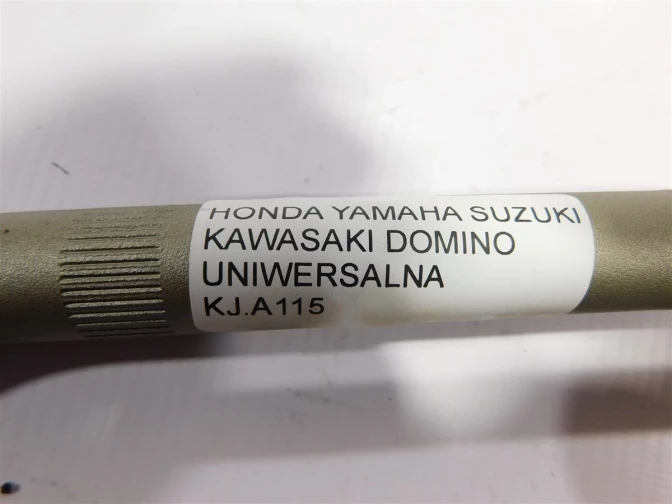 HONDA YAMAHA SUZUKI
KAWASAKI DOMINO
UNIWERSALNA
KJ.A115